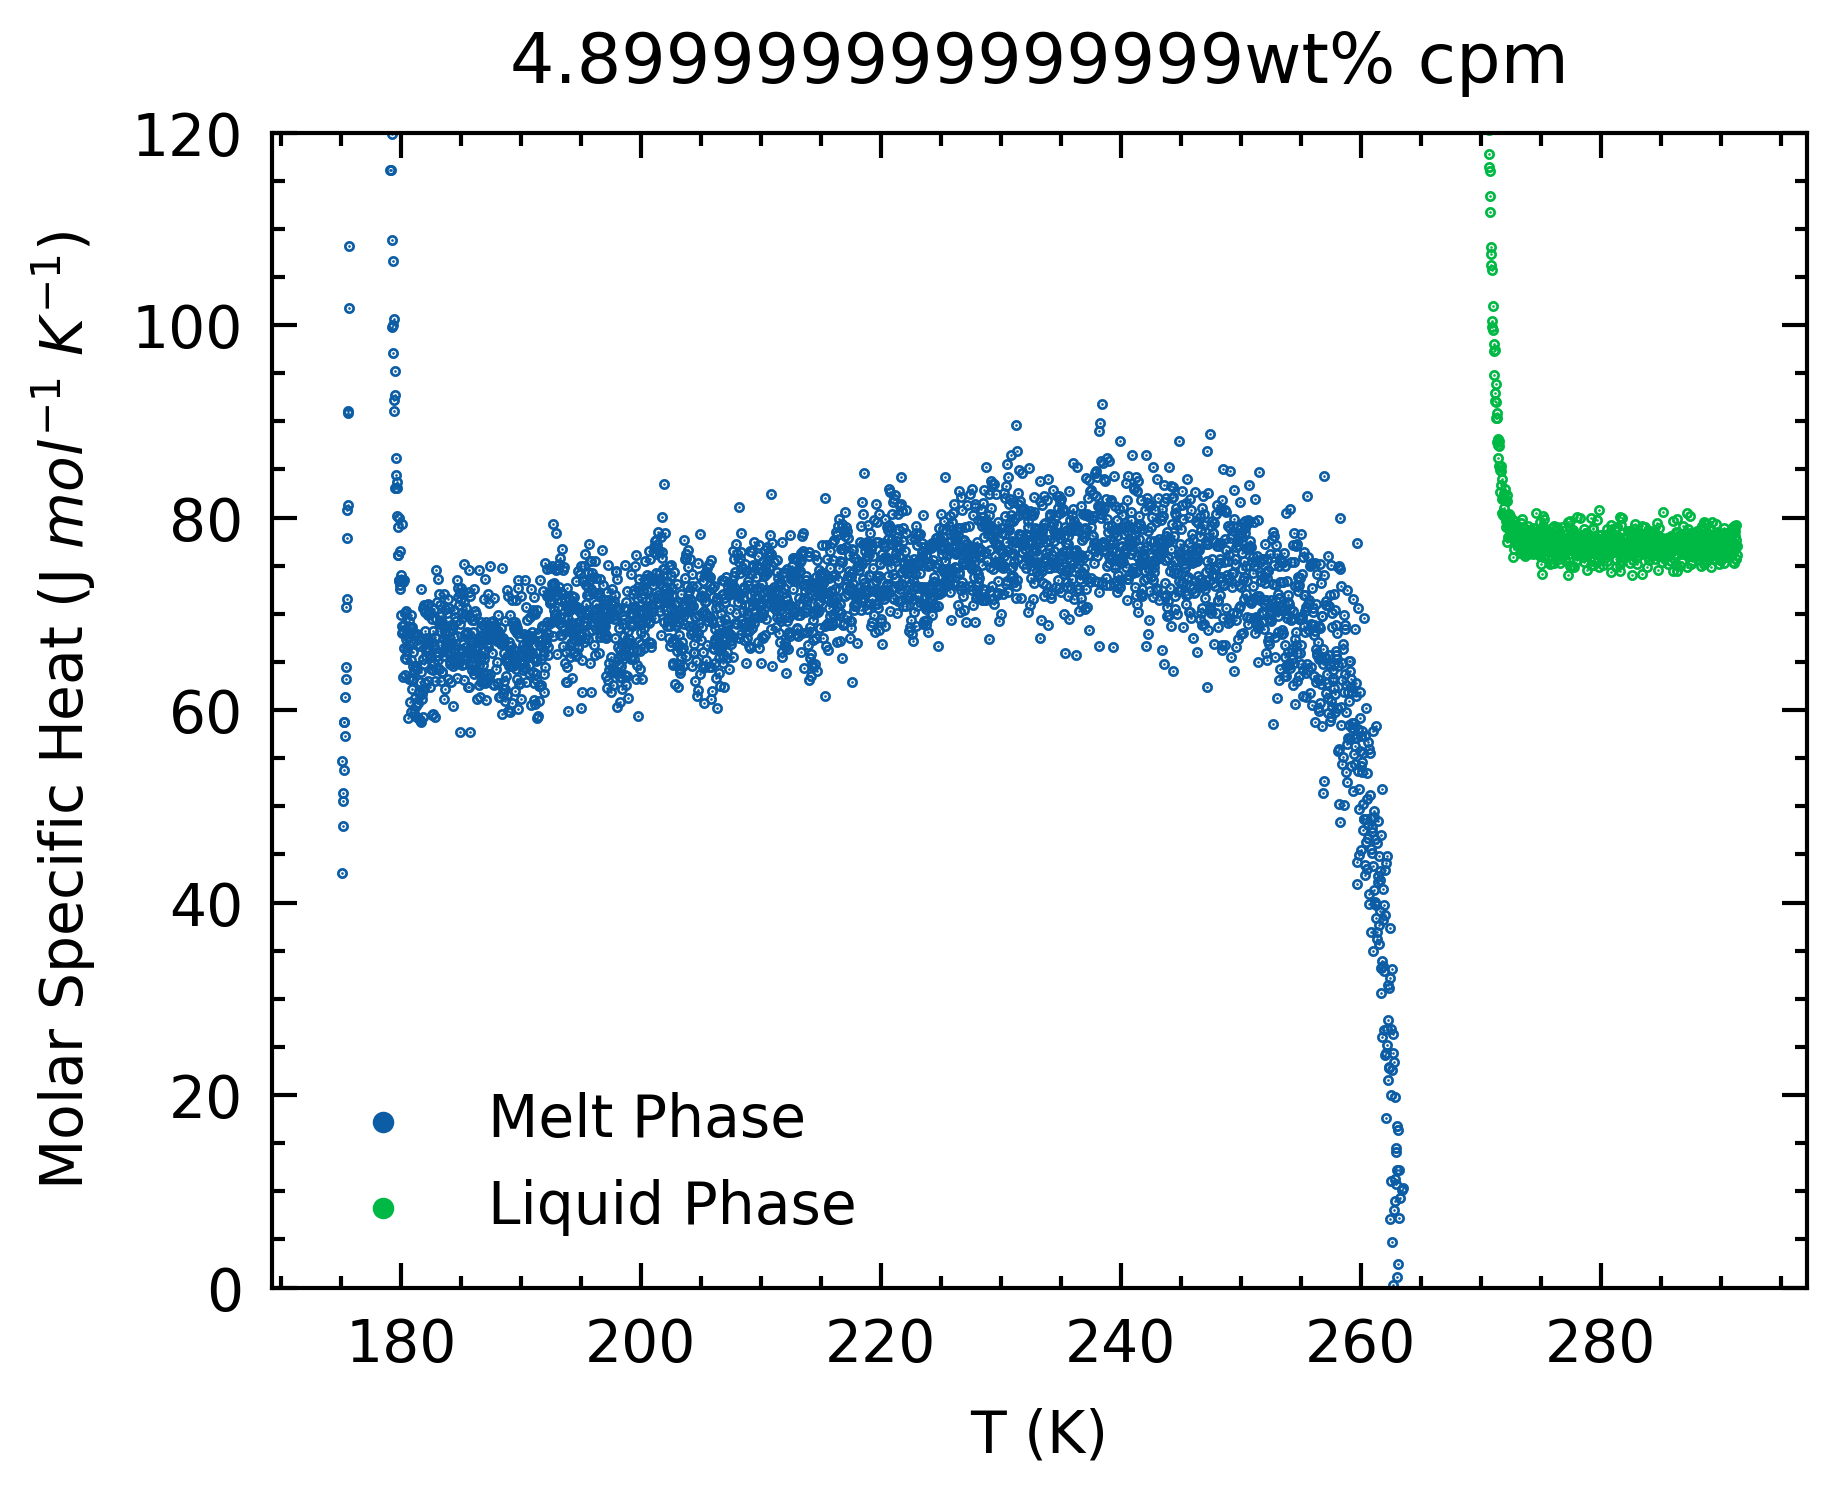 4.899999999999999wt% cpm
Molar Specific Heat (J mol⁻¹ K⁻¹)
120
100
80
60
40
20
0
Melt Phase
Liquid Phase
180 200 220 240 260 280
T (K)